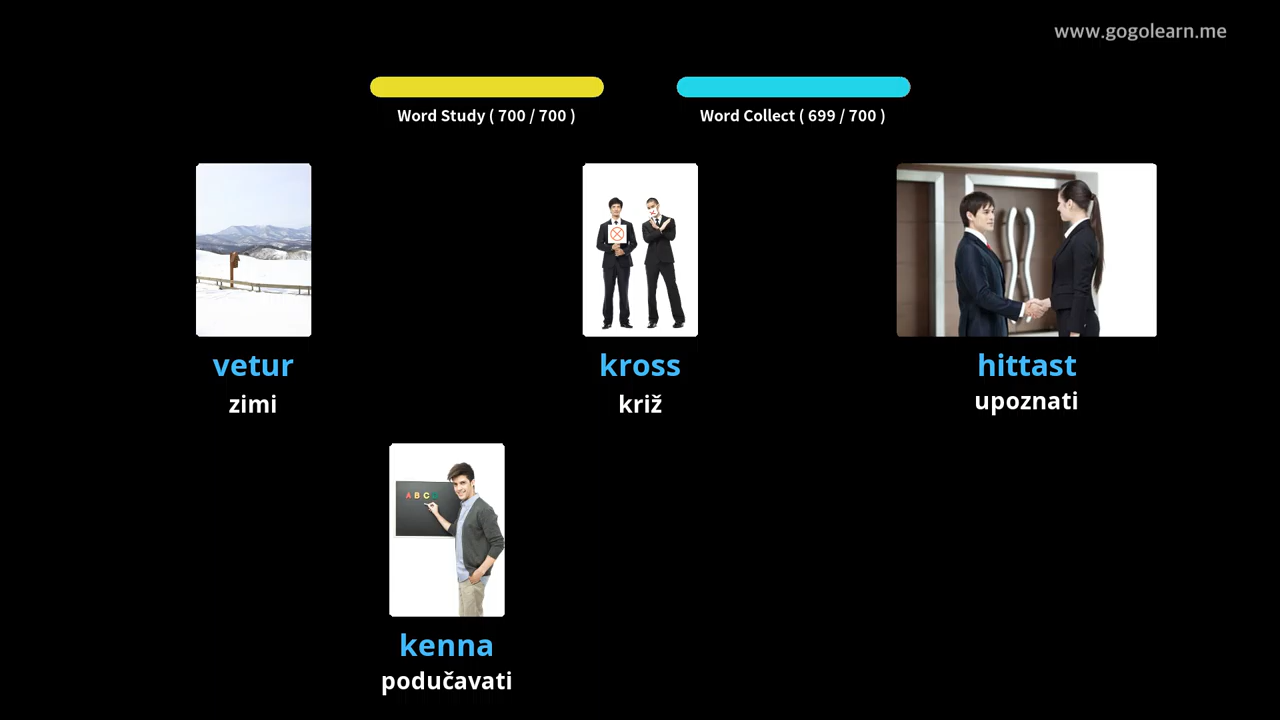 www.gogolearn.me
Word Study ( 700 / 700 )
Word Collect ( 699 / 700 )
vetur
zimi
kross
križ
hittast
upoznati
A B C
kenna
podučavati